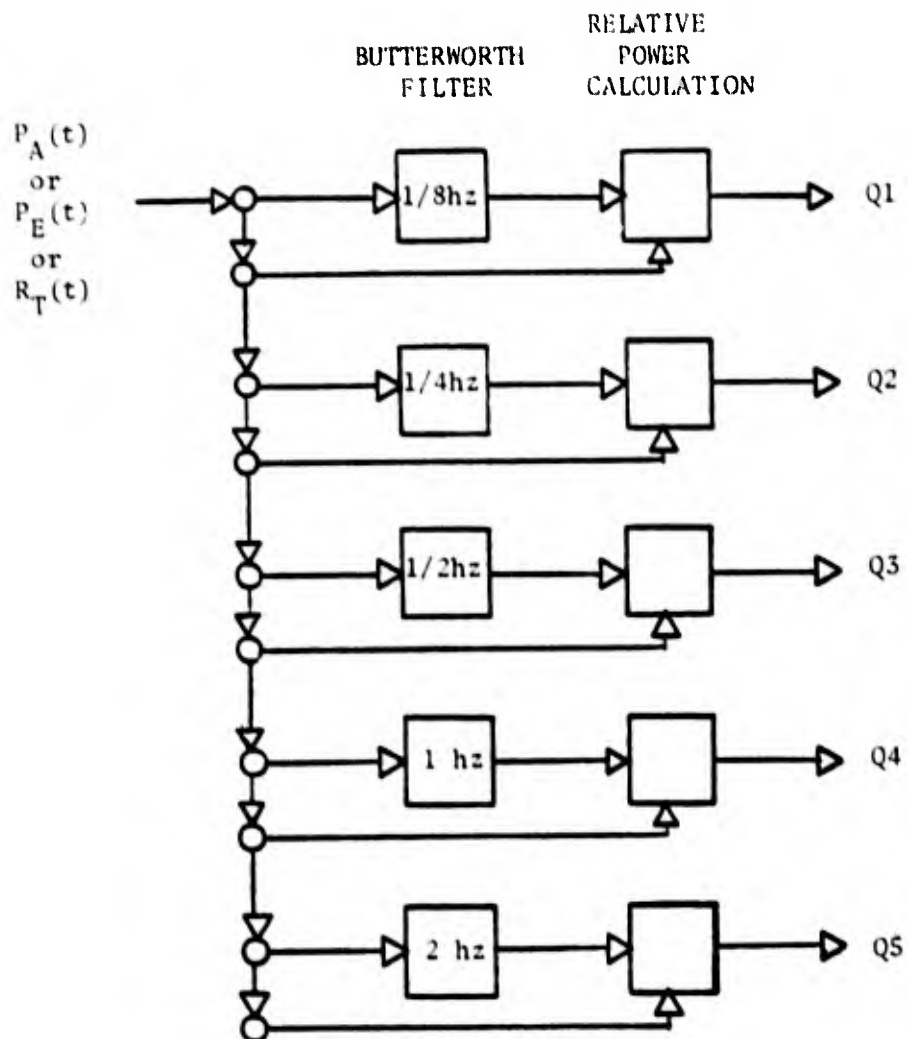 BUTTERWORTH
FILTER
RELATIVE
POWER
CALCULATION
P_A(t)
or
P_E(t)
or
R_T(t)
1/8hz
Q1
1/4hz
Q2
1/2hz
Q3
1 hz
Q4
2 hz
Q5